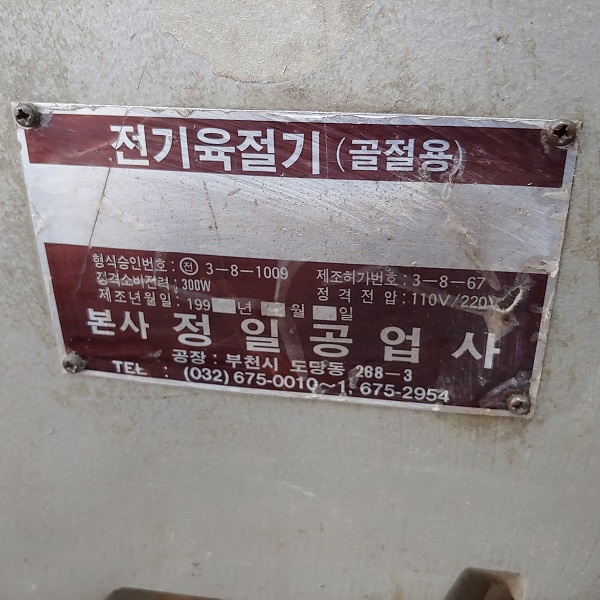 전기육절기 (골절용)
형식승인번호 : 전 3-8-1009 제조허가번호 : 3-8-67
정격소비전력 : 300W 정격전압 : 110V/220V
제조년월일 : 199 년 월 일
본사 정일공업사
공장 : 부천시 도당동 268-3
TEL : (032) 675-0010~1, 675-2954